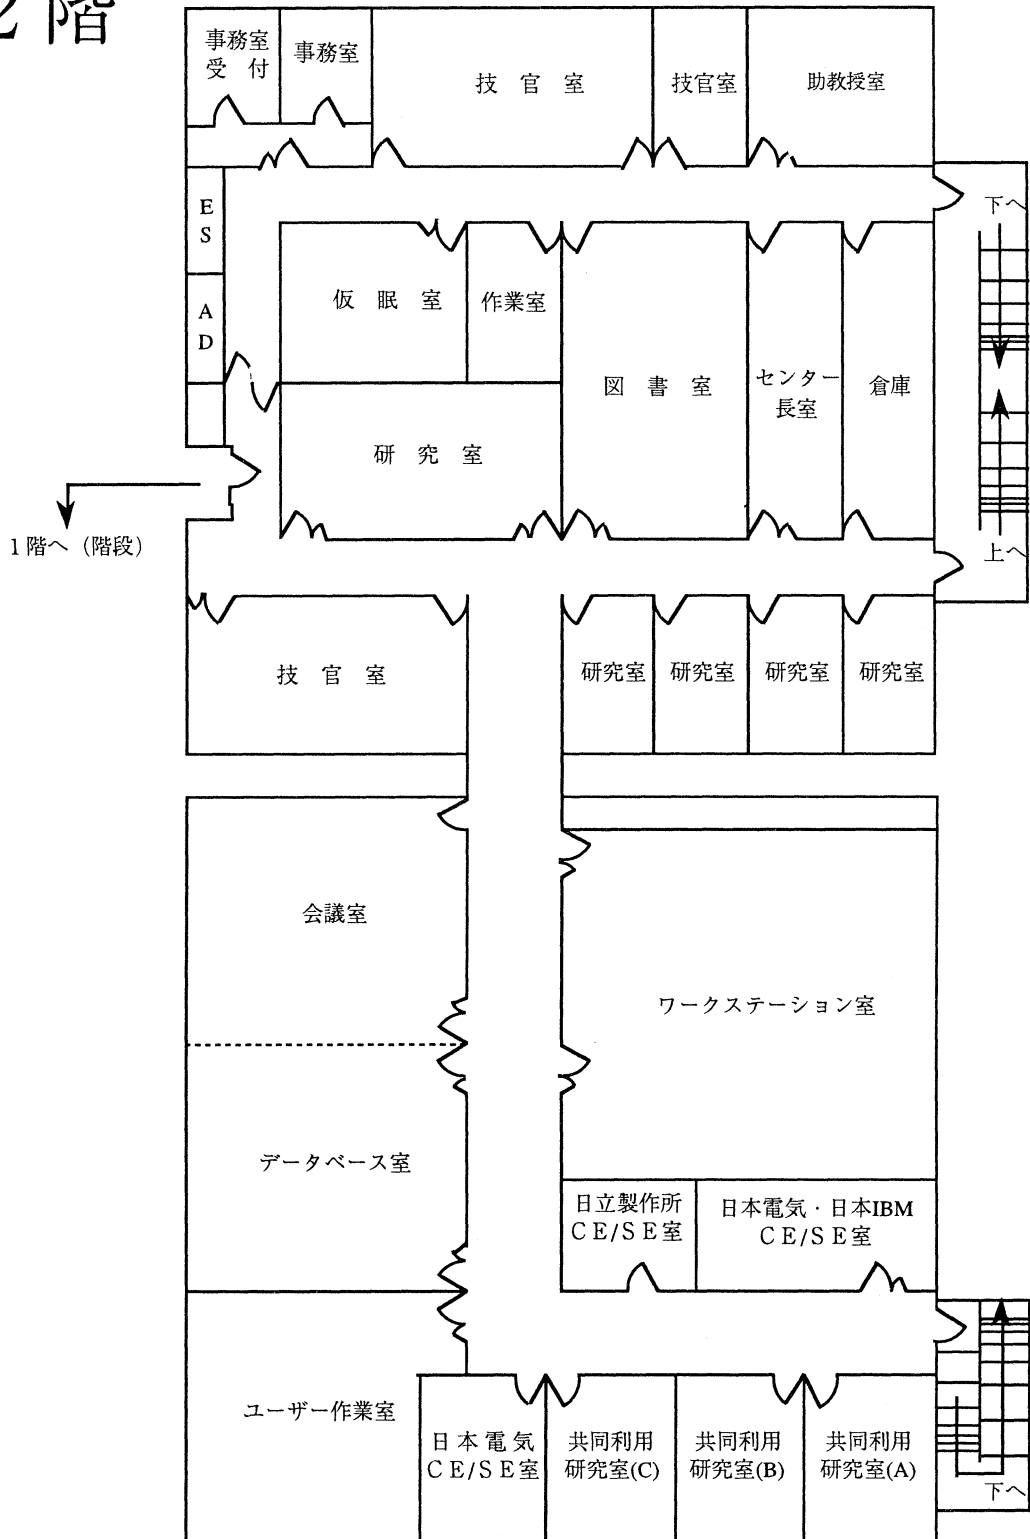 2階
事務室
受 付
事務室
技 官 室
技官室
助教授室
E
S
下へ
A
D
仮 眠 室
作業室
図 書 室
センター
長室
倉庫
研 究 室
1階へ（階段）
上へ
技 官 室
研究室
研究室
研究室
研究室
会議室
ワークステーション室
データベース室
日立製作所
ＣＥ/ＳＥ室
日本電気・日本IBM
ＣＥ/ＳＥ室
ユーザー作業室
日 本 電 気
ＣＥ/ＳＥ室
共同利用
研究室(C)
共同利用
研究室(B)
共同利用
研究室(A)
下へ